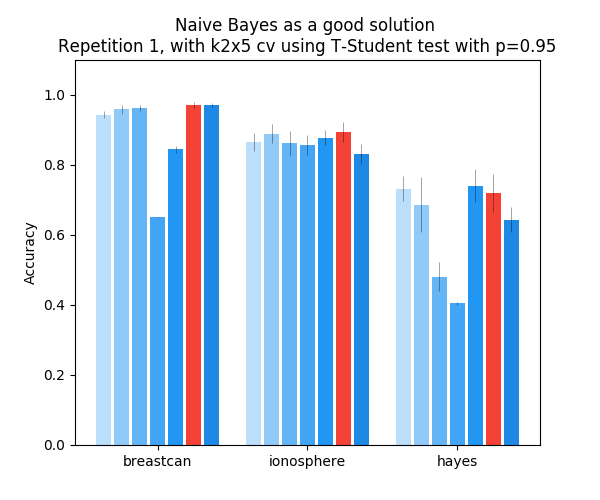 Naive Bayes as a good solution
Repetition 1, with k2x5 cv using T-Student test with p=0.95
1.0
0.8
0.6
0.4
0.2
0.0
Accuracy
breastcan
ionosphere
hayes